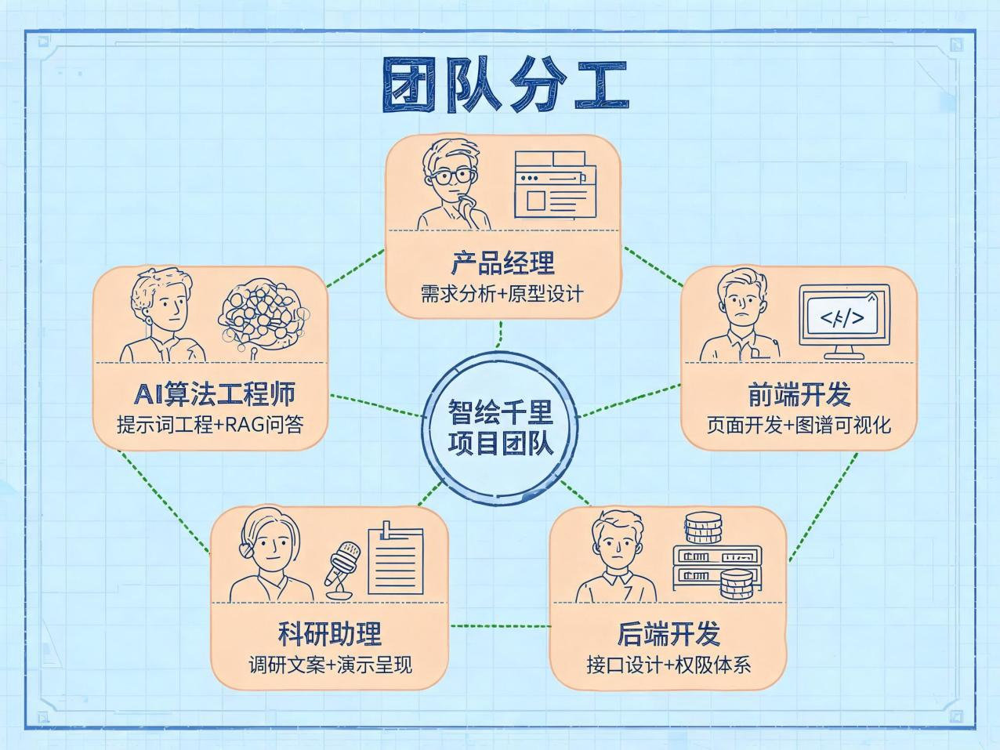 团队分工
产品经理
需求分析+原型设计
AI算法工程师
提示词工程+RAG问答
</>
前端开发
页面开发+图谱可视化
智绘千里
项目团队
科研助理
调研文案+演示呈现
后端开发
接口设计+权限体系